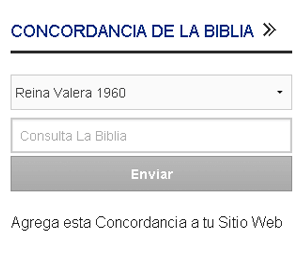 CONCORDANCIA DE LA BIBLIA »
Reina Valera 1960
Consulta La Biblia
Enviar
Agrega esta Concordancia a tu Sitio Web